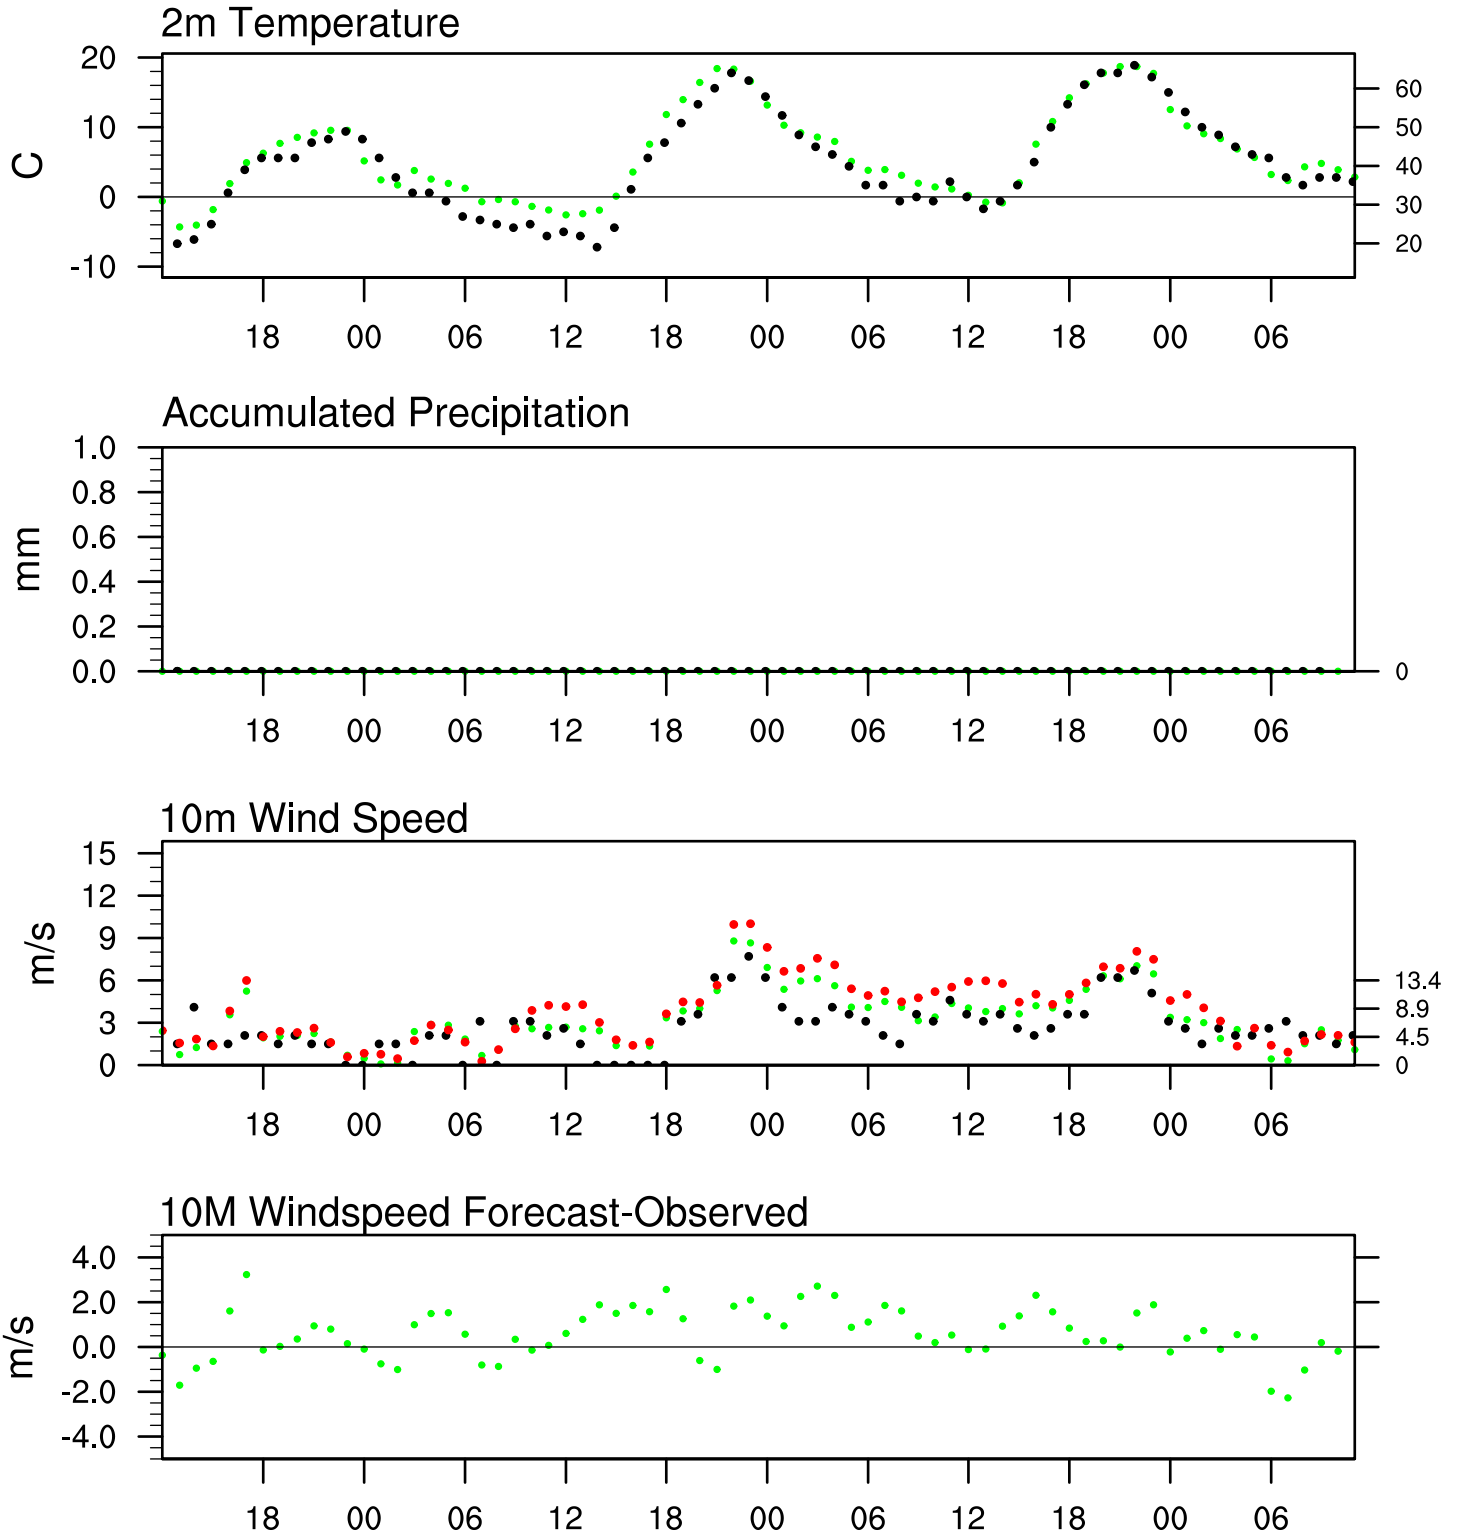 2m Temperature
20
10
0
-10
C
60
50
40
30
20
18 00 06 12 18 00 06 12 18 00 06
Accumulated Precipitation
1.0
0.8
0.6
0.4
0.2
0.0
mm
0
18 00 06 12 18 00 06 12 18 00 06
10m Wind Speed
15
12
9
6
3
0
m/s
13.4
8.9
4.5
0
18 00 06 12 18 00 06 12 18 00 06
10M Windspeed Forecast-Observed
4.0
2.0
0.0
-2.0
-4.0
m/s
18 00 06 12 18 00 06 12 18 00 06